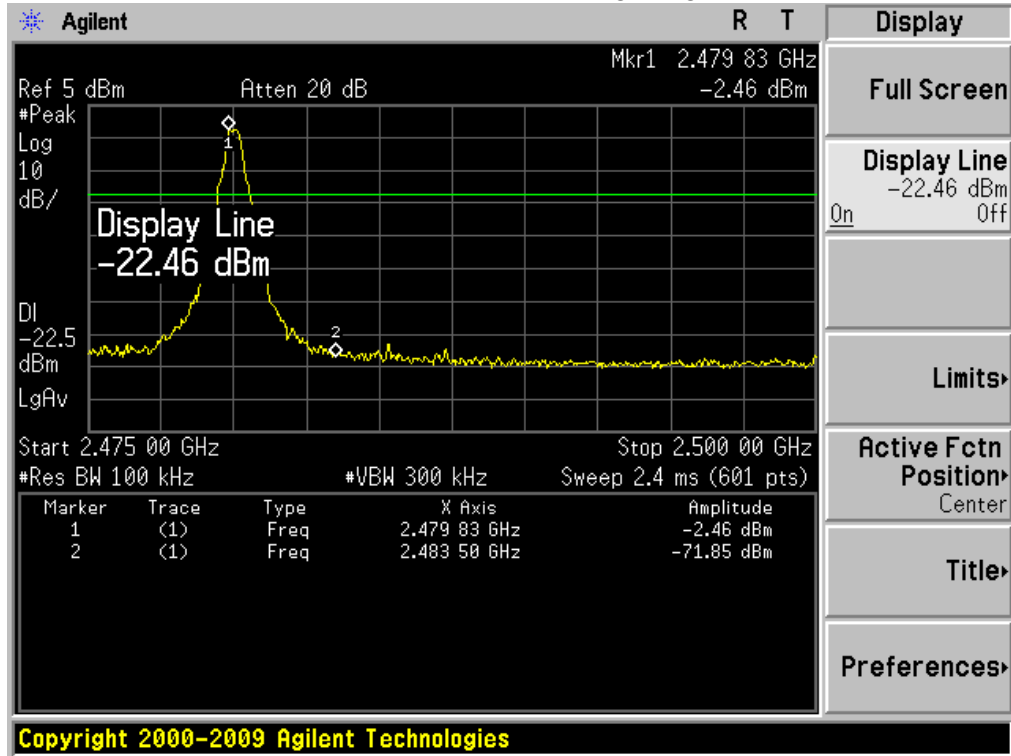 Agilent R T Display
Mkr1 2.479 83 GHz
Ref 5 dBm Atten 20 dB -2.46 dBm
#Peak
Log
10
dB/
1
Display Line
-22.46 dBm
DI
-22.5
dBm
2
LgAv
Start 2.475 00 GHz Stop 2.500 00 GHz
#Res BW 100 kHz #VBW 300 kHz Sweep 2.4 ms (601 pts)
Marker Trace Type X Axis Amplitude
1 (1) Freq 2.479 83 GHz -2.46 dBm
2 (1) Freq 2.483 50 GHz -71.85 dBm
Full Screen
Display Line
-22.46 dBm
On Off
Limits
Active Fctn
Position
Center
Title
Preferences
Copyright 2000-2009 Agilent Technologies